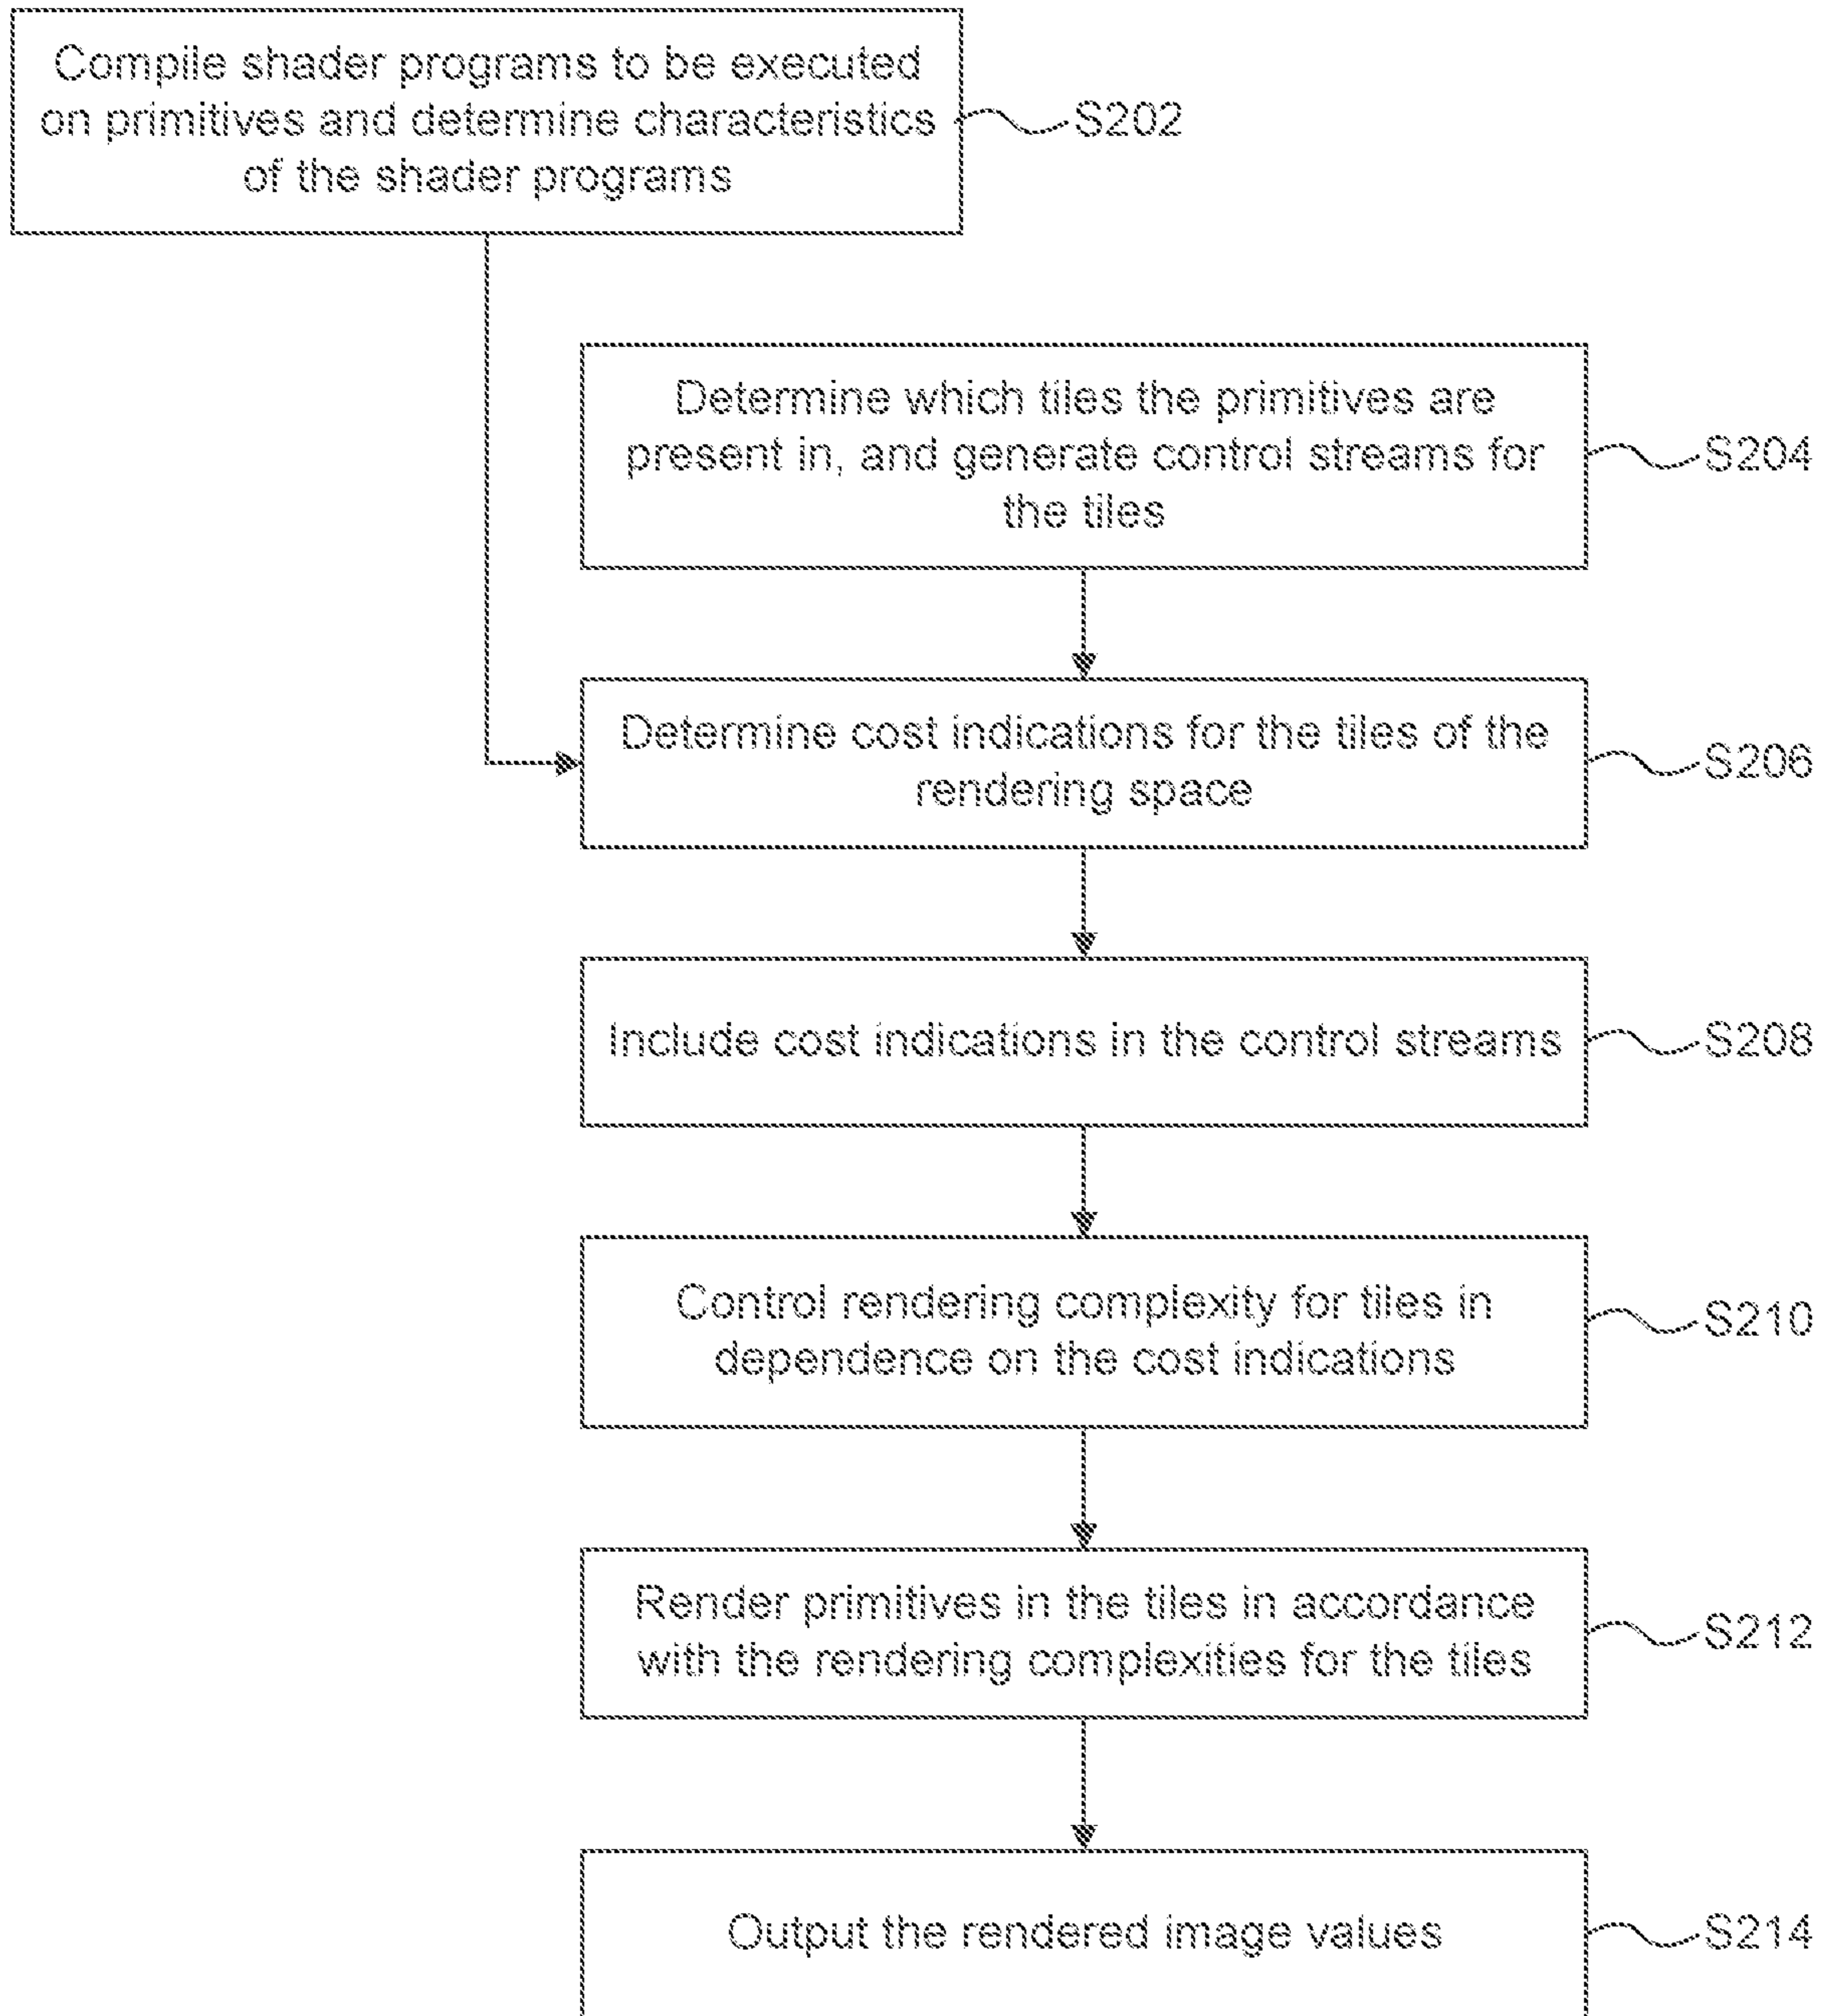 Compile shader programs to be executed
on primitives and determine characteristics
of the shader programs
S202
Determine which tiles the primitives are
present in, and generate control streams for
the tiles
S204
Determine cost indications for the tiles of the
rendering space
S206
Include cost indications in the control streams
S208
Control rendering complexity for tiles in
dependence on the cost indications
S210
Render primitives in the tiles in accordance
with the rendering complexities for the tiles
S212
Output the rendered image values
S214